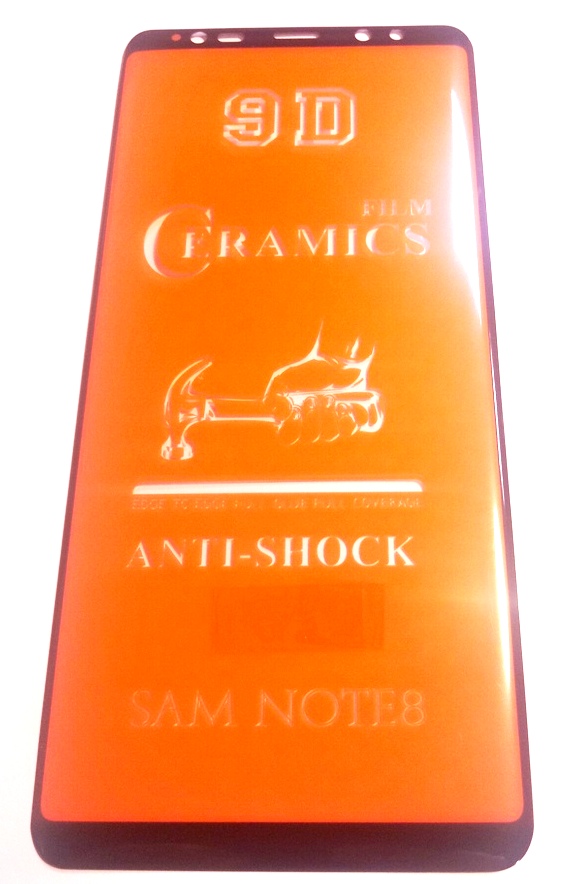 9D
FILM
CERAMICS
EDGE TO EDGE FULL GLUE FULL COVERAGE
ANTI-SHOCK
SAM NOTE8